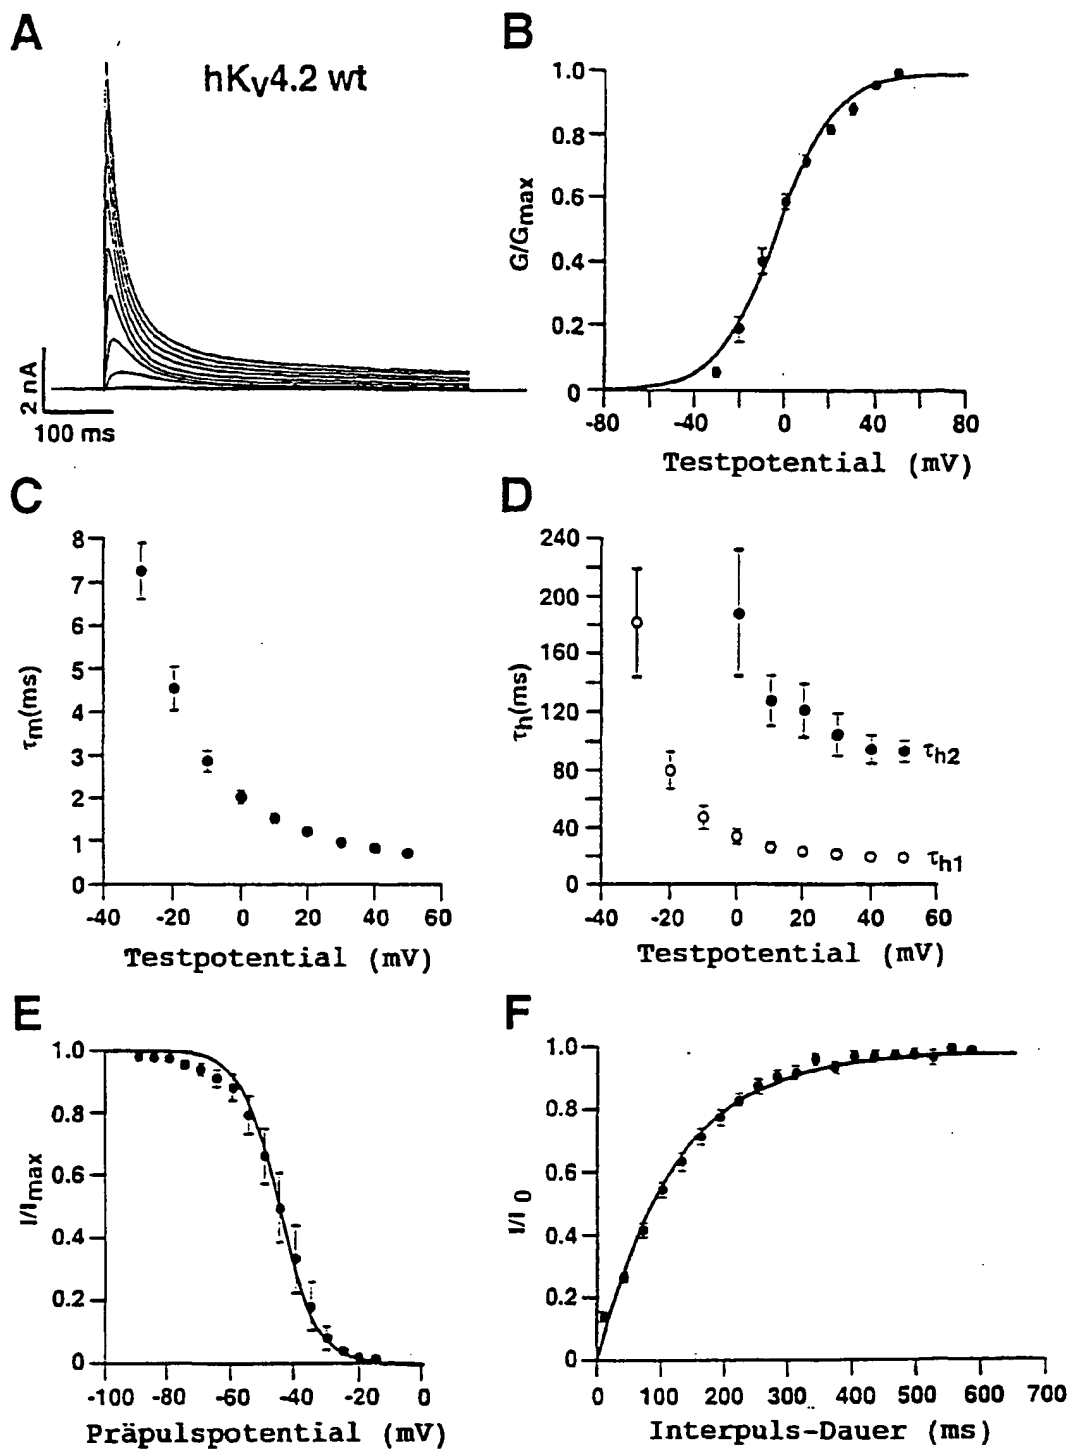 A
hKv4.2 wt
2 nA
100 ms
B
G/Gmax
1.0
0.8
0.6
0.4
0.2
0
-80 -40 0 40 80
Testpotential (mV)
C
τm(ms)
8
7
6
5
4
3
2
1
0
-40 -20 0 20 40 60
Testpotential (mV)
D
τh(ms)
240
200
160
120
80
40
0
τh2
τh1
-40 -20 0 20 40 60
Testpotential (mV)
E
I/Imax
1.0
0.8
0.6
0.4
0.2
0
-100 -80 -60 -40 -20 0
Präpulspotential (mV)
F
I/I0
1.0
0.8
0.6
0.4
0.2
0
0 100 200 300 400 500 600 700
Interpuls-Dauer (ms)